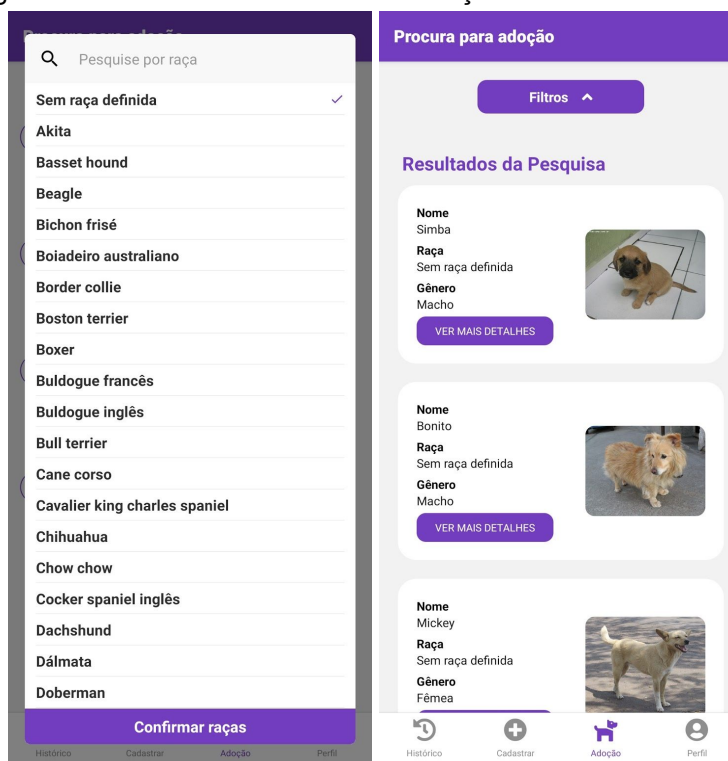 Procura para adoção
Pesquise por raça
Sem raça definida
Akita
Basset hound
Beagle
Bichon frisé
Boiadeiro australiano
Border collie
Boston terrier
Boxer
Buldogue francês
Buldogue inglês
Bull terrier
Cane corso
Cavalier king charles spaniel
Chihuahua
Chow chow
Cocker spaniel inglês
Dachshund
Dálmata
Doberman
Confirmar raças
Histórico Cadastrar Adoção Perfil
Procura para adoção
Filtros
Resultados da Pesquisa
Nome
Simba
Raça
Sem raça definida
Gênero
Macho
VER MAIS DETALHES
Nome
Bonito
Raça
Sem raça definida
Gênero
Macho
VER MAIS DETALHES
Nome
Mickey
Raça
Sem raça definida
Gênero
Fêmea
Histórico Cadastrar Adoção Perfil